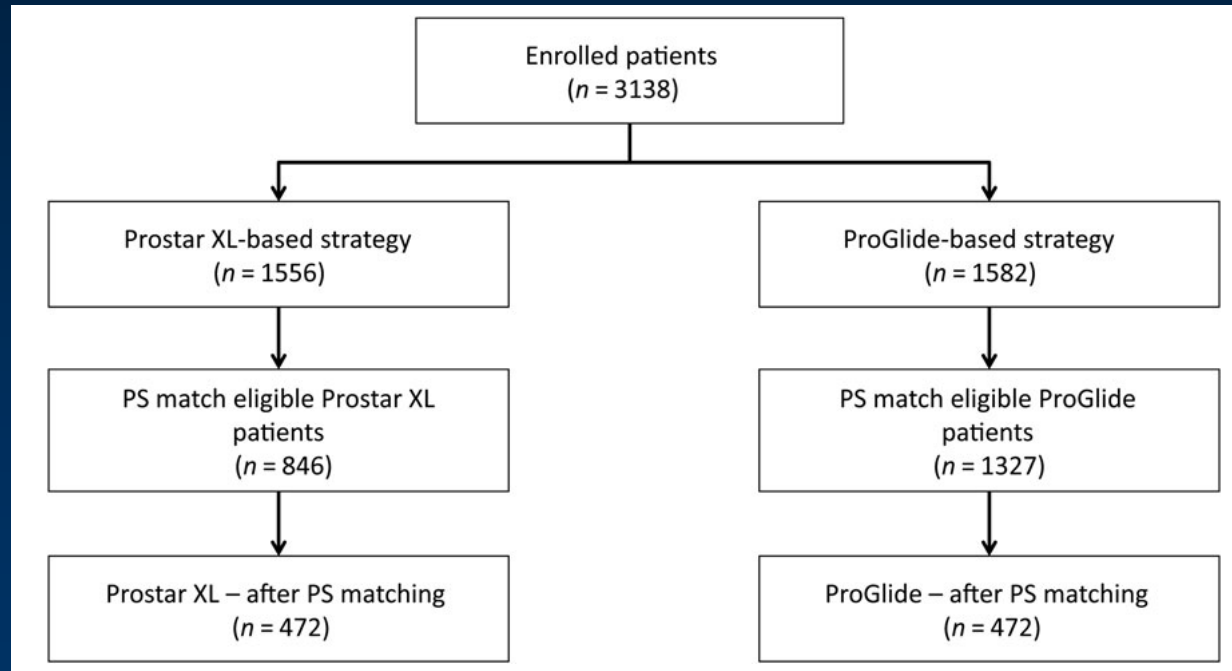 Enrolled patients
(n = 3138)
Prostar XL-based strategy
(n = 1556)
ProGlide-based strategy
(n = 1582)
PS match eligible Prostar XL
patients
(n = 846)
PS match eligible ProGlide
patients
(n = 1327)
Prostar XL – after PS matching
(n = 472)
ProGlide – after PS matching
(n = 472)